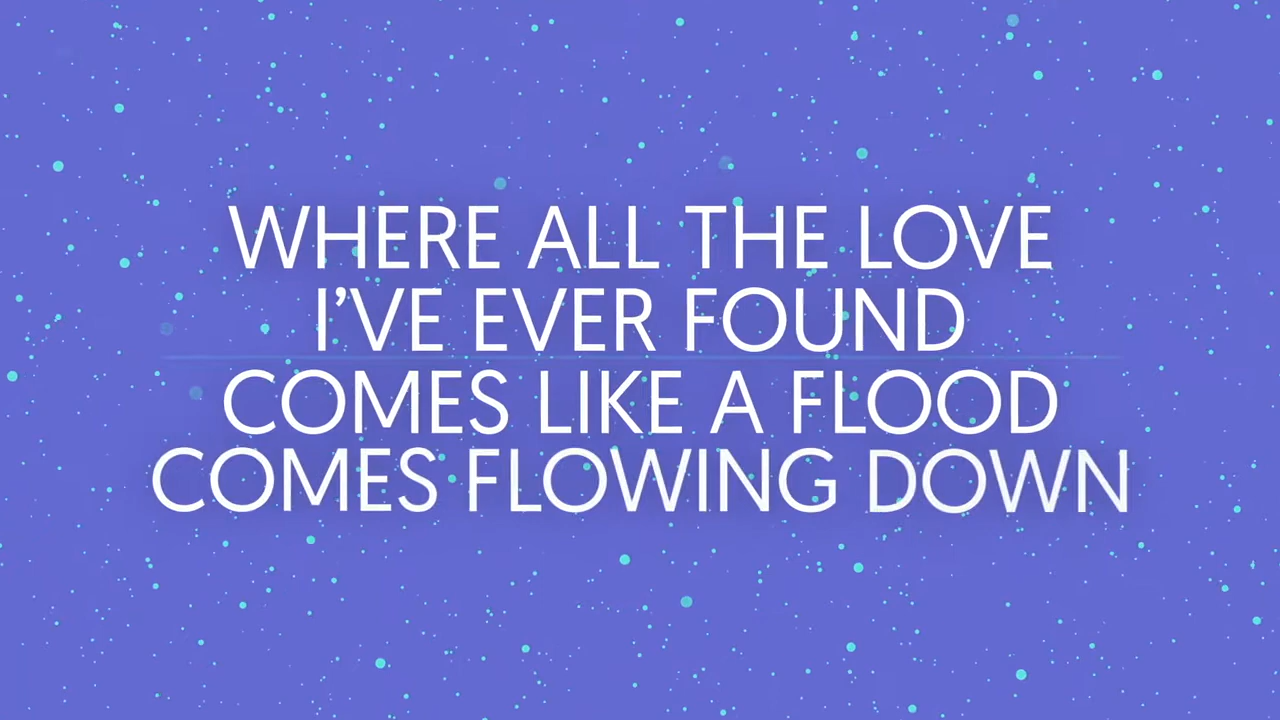 WHERE ALL THE LOVE
I’VE EVER FOUND
COMES LIKE A FLOOD
COMES FLOWING DOWN